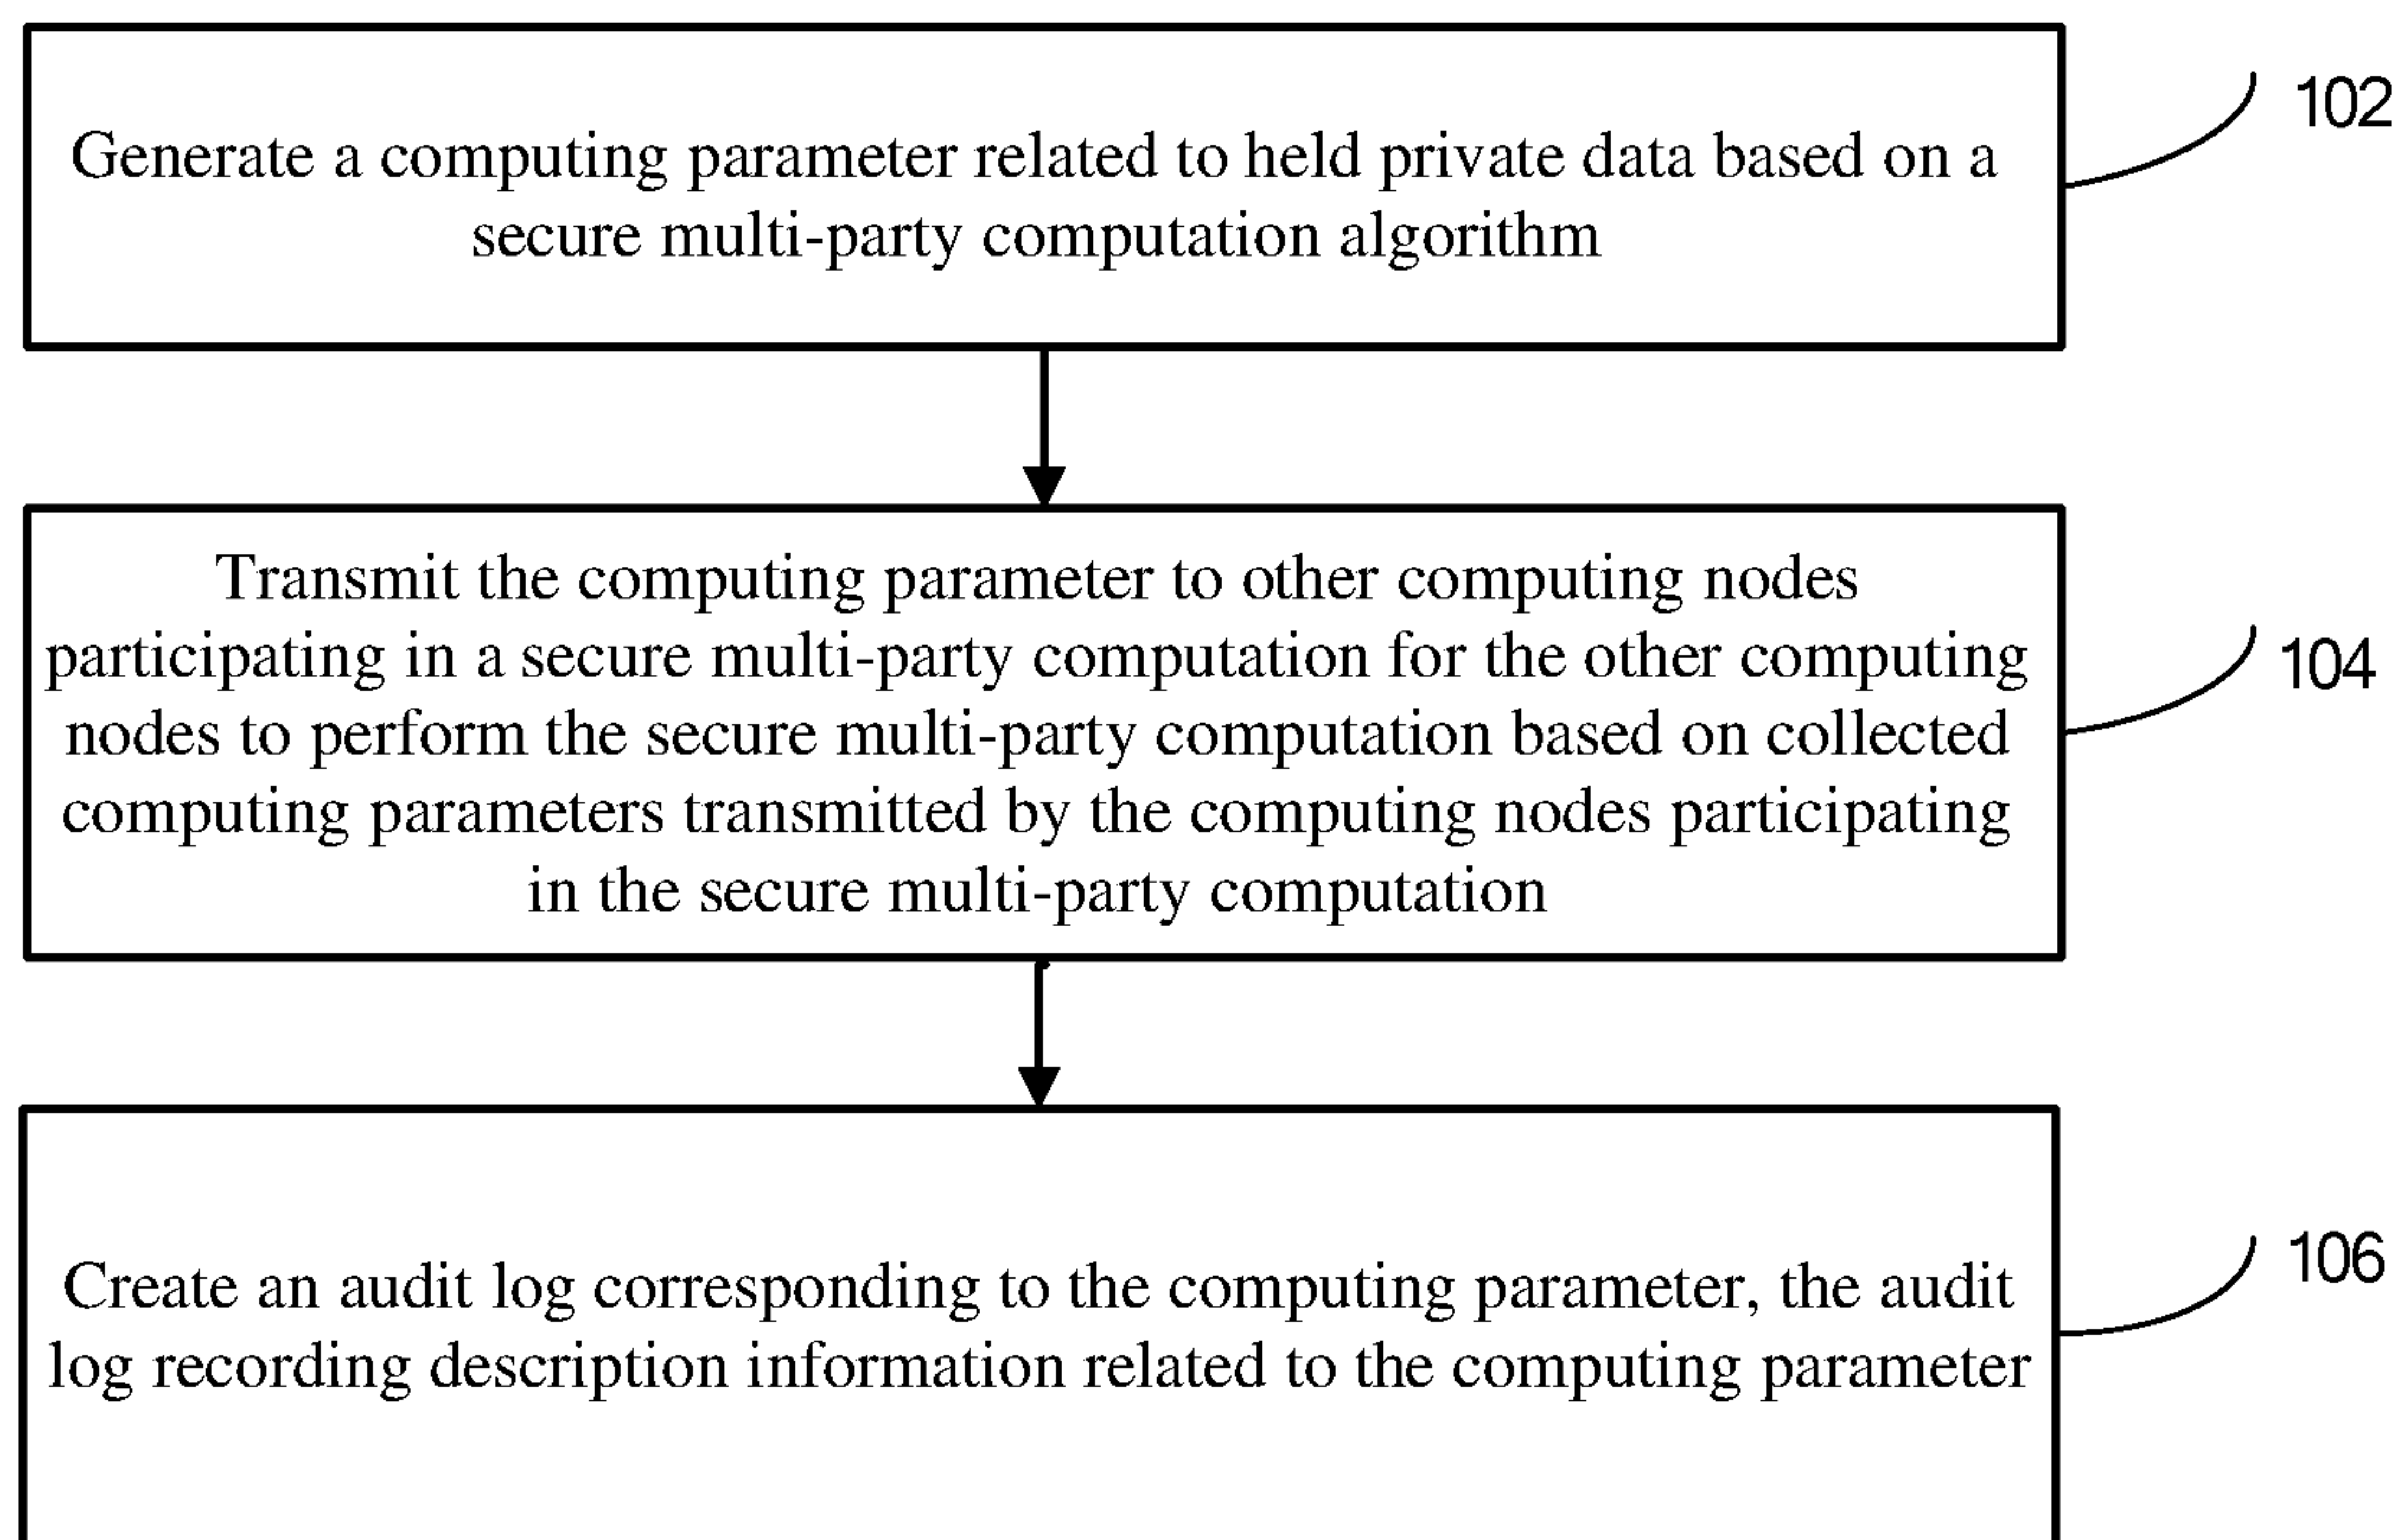 Generate a computing parameter related to held private data based on a
secure multi-party computation algorithm
102
Transmit the computing parameter to other computing nodes
participating in a secure multi-party computation for the other computing
nodes to perform the secure multi-party computation based on collected
computing parameters transmitted by the computing nodes participating
in the secure multi-party computation
104
Create an audit log corresponding to the computing parameter, the audit
log recording description information related to the computing parameter
106